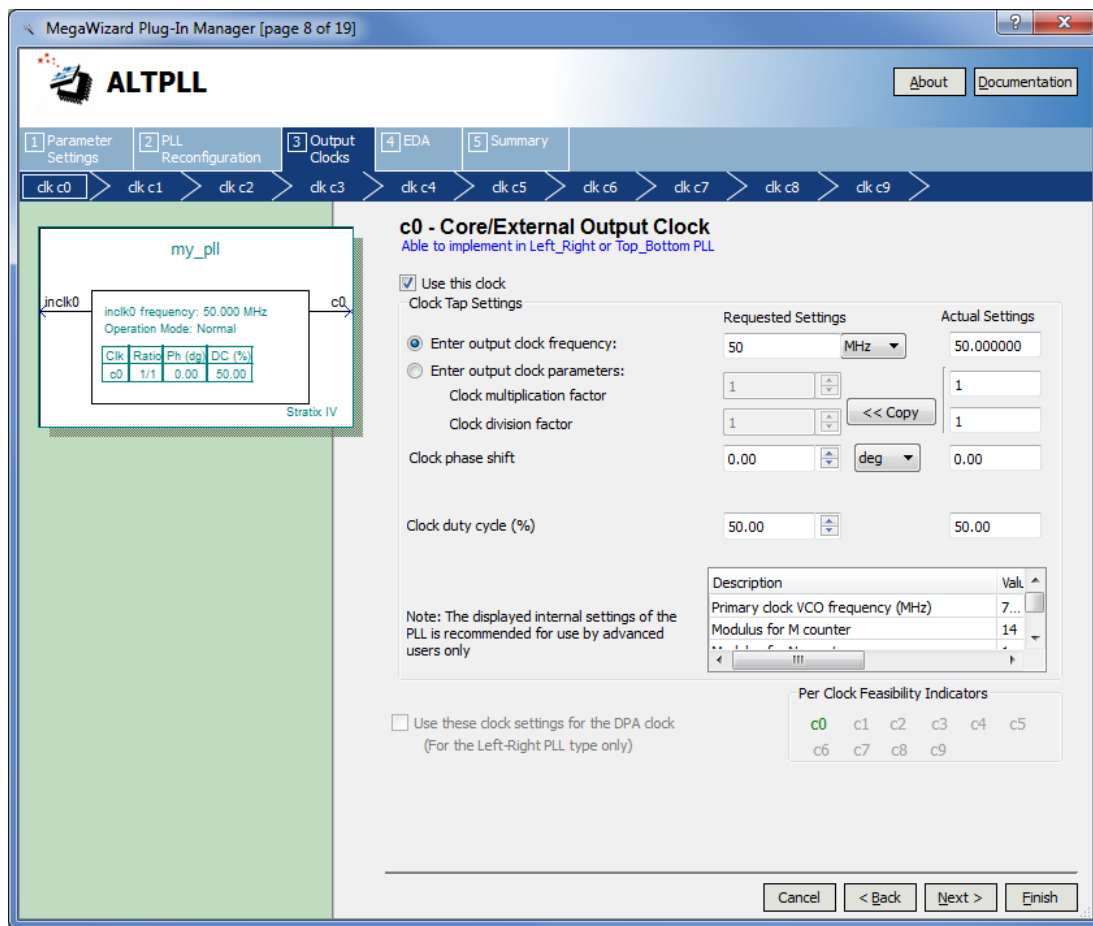 MegaWizard Plug-In Manager [page 8 of 19]
ALTPLL
About
Documentation
1 Parameter Settings
2 PLL Reconfiguration
3 Output Clocks
4 EDA
5 Summary
clk c0 clk c1 clk c2 clk c3 clk c4 clk c5 clk c6 clk c7 clk c8 clk c9
my_pll
inclk0
c0
inclk0 frequency: 50.000 MHz
Operation Mode: Normal
Clk Ratio Ph (dg) DC (%)
c0 1/1 0.00 50.00
Stratix IV
c0 - Core/External Output Clock
Able to implement in Left_Right or Top_Bottom PLL
Use this clock
Clock Tap Settings
Requested Settings
Actual Settings
Enter output clock frequency:
50
MHz
50.000000
Enter output clock parameters:
Clock multiplication factor
1
1
Clock division factor
1
<< Copy
1
Clock phase shift
0.00
deg
0.00
Clock duty cycle (%)
50.00
50.00
Note: The displayed internal settings of the
PLL is recommended for use by advanced
users only
Description
Primary clock VCO frequency (MHz) 7...
Modulus for M counter 14
Use these clock settings for the DPA clock
(For the Left-Right PLL type only)
Per Clock Feasibility Indicators
c0 c1 c2 c3 c4 c5
c6 c7 c8 c9
Cancel
< Back
Next >
Finish